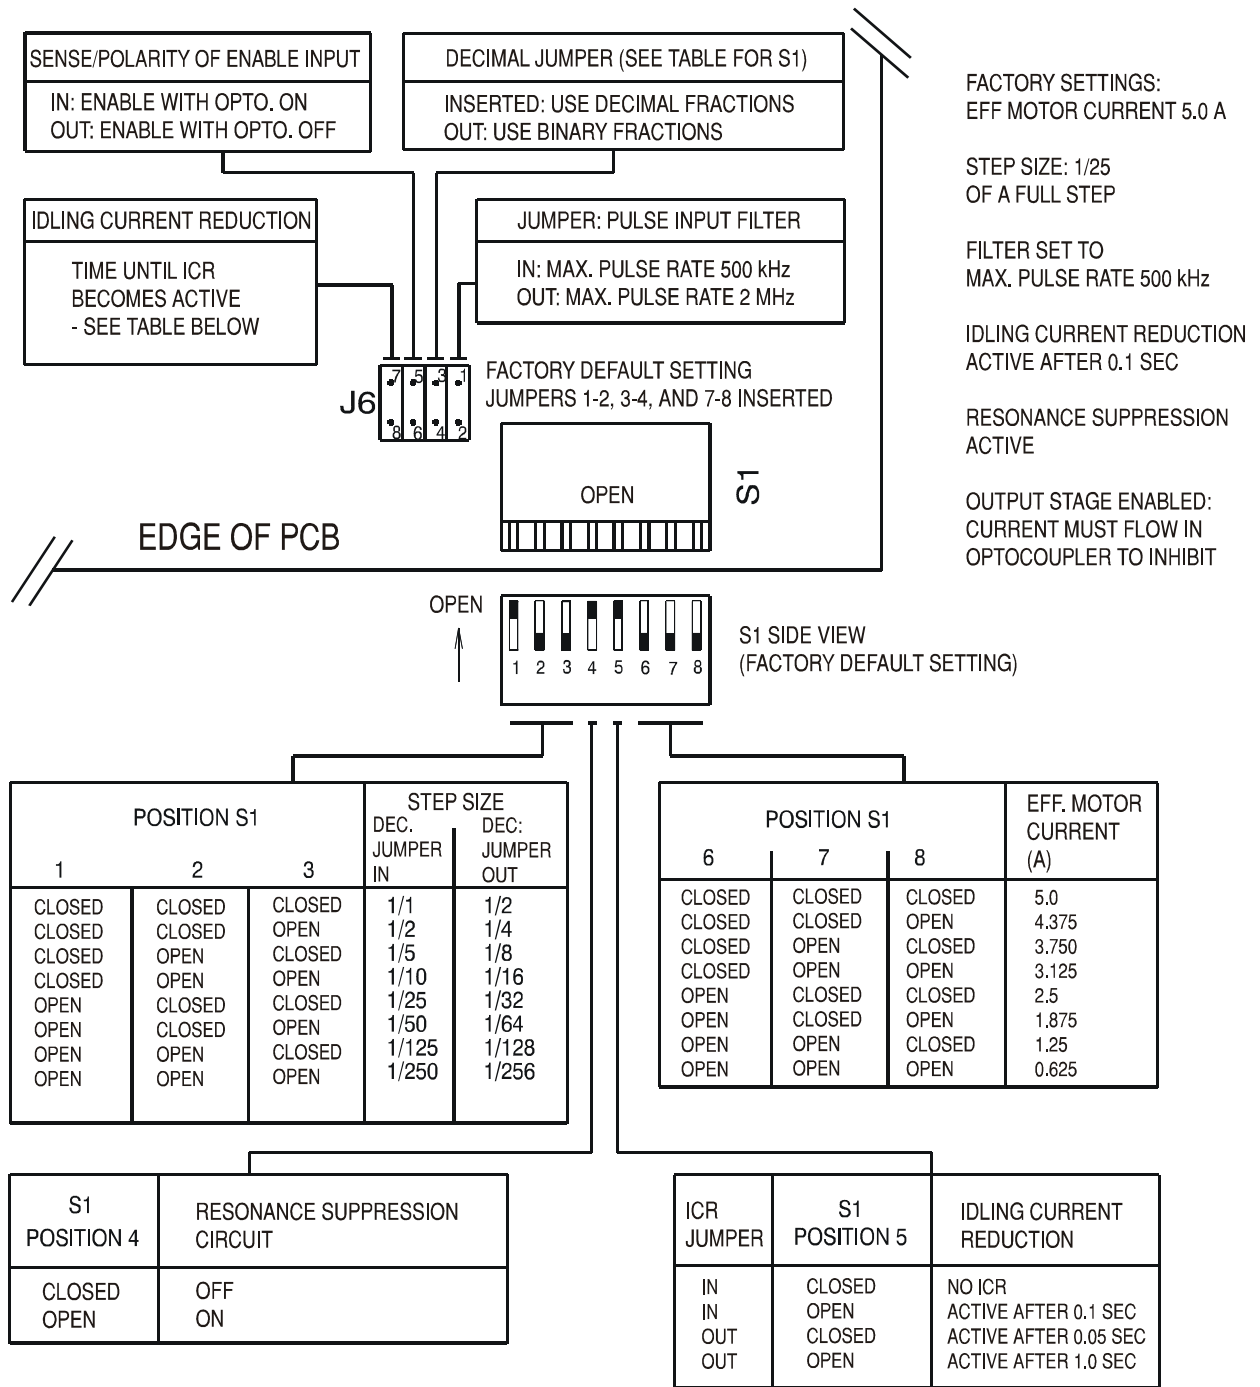 SENSE/POLARITY OF ENABLE INPUT
IN: ENABLE WITH OPTO. ON
OUT: ENABLE WITH OPTO. OFF
DECIMAL JUMPER (SEE TABLE FOR S1)
INSERTED: USE DECIMAL FRACTIONS
OUT: USE BINARY FRACTIONS
IDLING CURRENT REDUCTION
TIME UNTIL ICR
BECOMES ACTIVE
- SEE TABLE BELOW
JUMPER: PULSE INPUT FILTER
IN: MAX. PULSE RATE 500 kHz
OUT: MAX. PULSE RATE 2 MHz
FACTORY SETTINGS:
EFF MOTOR CURRENT 5.0 A
STEP SIZE: 1/25
OF A FULL STEP
FILTER SET TO
MAX. PULSE RATE 500 kHz
IDLING CURRENT REDUCTION
ACTIVE AFTER 0.1 SEC
RESONANCE SUPPRESSION
ACTIVE
OUTPUT STAGE ENABLED:
CURRENT MUST FLOW IN
OPTOCOUPLER TO INHIBIT
J6
7 5 3 1
8 6 4 2
FACTORY DEFAULT SETTING
JUMPERS 1-2, 3-4, AND 7-8 INSERTED
OPEN
S1
EDGE OF PCB
OPEN
1 2 3 4 5 6 7 8
S1 SIDE VIEW
(FACTORY DEFAULT SETTING)
POSITION S1 STEP SIZE
1 2 3 DEC. JUMPER IN DEC: JUMPER OUT
CLOSED CLOSED CLOSED 1/1 1/2
CLOSED CLOSED OPEN 1/2 1/4
CLOSED OPEN CLOSED 1/5 1/8
CLOSED OPEN OPEN 1/10 1/16
OPEN CLOSED CLOSED 1/25 1/32
OPEN CLOSED OPEN 1/50 1/64
OPEN OPEN CLOSED 1/125 1/128
OPEN OPEN OPEN 1/250 1/256
POSITION S1 EFF. MOTOR CURRENT (A)
6 7 8
CLOSED CLOSED CLOSED 5.0
CLOSED CLOSED OPEN 4.375
CLOSED OPEN CLOSED 3.750
CLOSED OPEN OPEN 3.125
OPEN CLOSED CLOSED 2.5
OPEN CLOSED OPEN 1.875
OPEN OPEN CLOSED 1.25
OPEN OPEN OPEN 0.625
S1 POSITION 4 RESONANCE SUPPRESSION CIRCUIT
CLOSED OFF
OPEN ON
ICR JUMPER S1 POSITION 5 IDLING CURRENT REDUCTION
IN CLOSED NO ICR
IN OPEN ACTIVE AFTER 0.1 SEC
OUT CLOSED ACTIVE AFTER 0.05 SEC
OUT OPEN ACTIVE AFTER 1.0 SEC